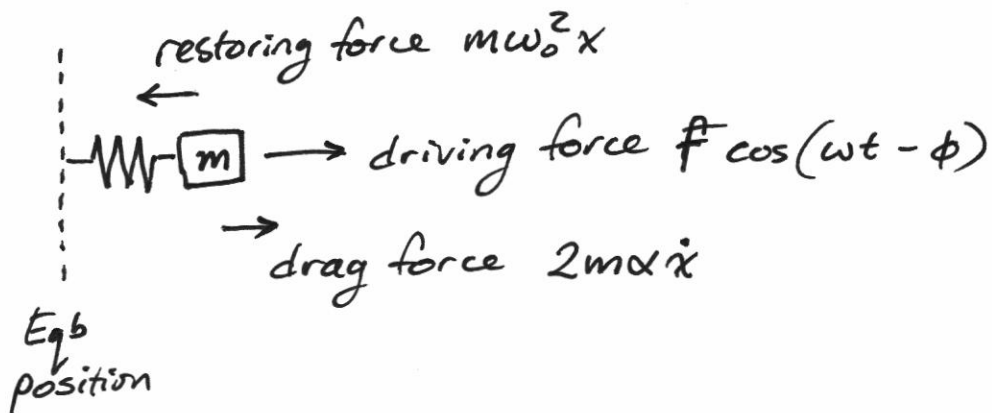 restoring force mω₀²x
m
driving force F cos(ωt - ϕ)
drag force 2mαẋ
Eqb
position